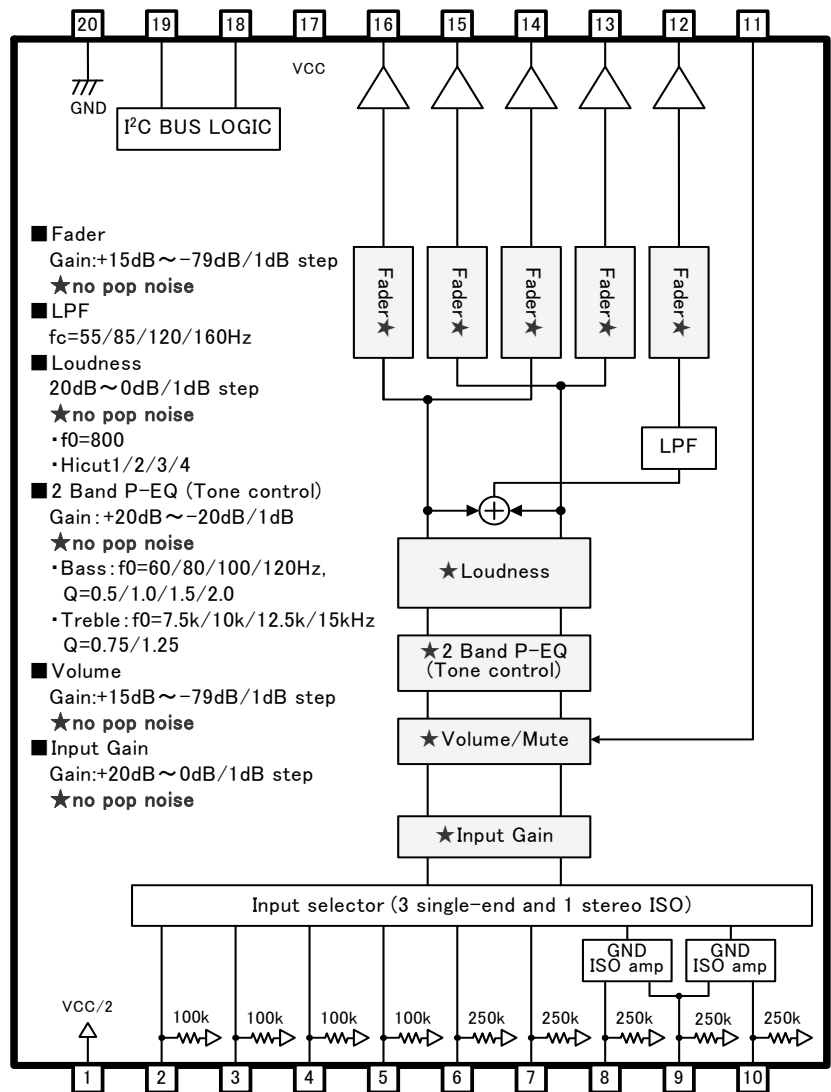 20 19 18 17 16 15 14 13 12 11
VCC
GND
I²C BUS LOGIC
■Fader
Gain:+15dB～-79dB/1dB step
★no pop noise
■LPF
fc=55/85/120/160Hz
■Loudness
20dB～0dB/1dB step
★no pop noise
・f0=800
・Hicut1/2/3/4
■2 Band P-EQ (Tone control)
Gain:+20dB～-20dB/1dB
★no pop noise
・Bass:f0=60/80/100/120Hz,
Q=0.5/1.0/1.5/2.0
・Treble:f0=7.5k/10k/12.5k/15kHz
Q=0.75/1.25
■Volume
Gain:+15dB～-79dB/1dB step
★no pop noise
■Input Gain
Gain:+20dB～0dB/1dB step
★no pop noise
Fader★
Fader★
Fader★
Fader★
Fader★
LPF
★Loudness
★2 Band P-EQ
(Tone control)
★Volume/Mute
★Input Gain
Input selector (3 single-end and 1 stereo ISO)
GND
ISO amp
GND
ISO amp
VCC/2
100k 100k 100k 100k 250k 250k 250k 250k 250k
1 2 3 4 5 6 7 8 9 10